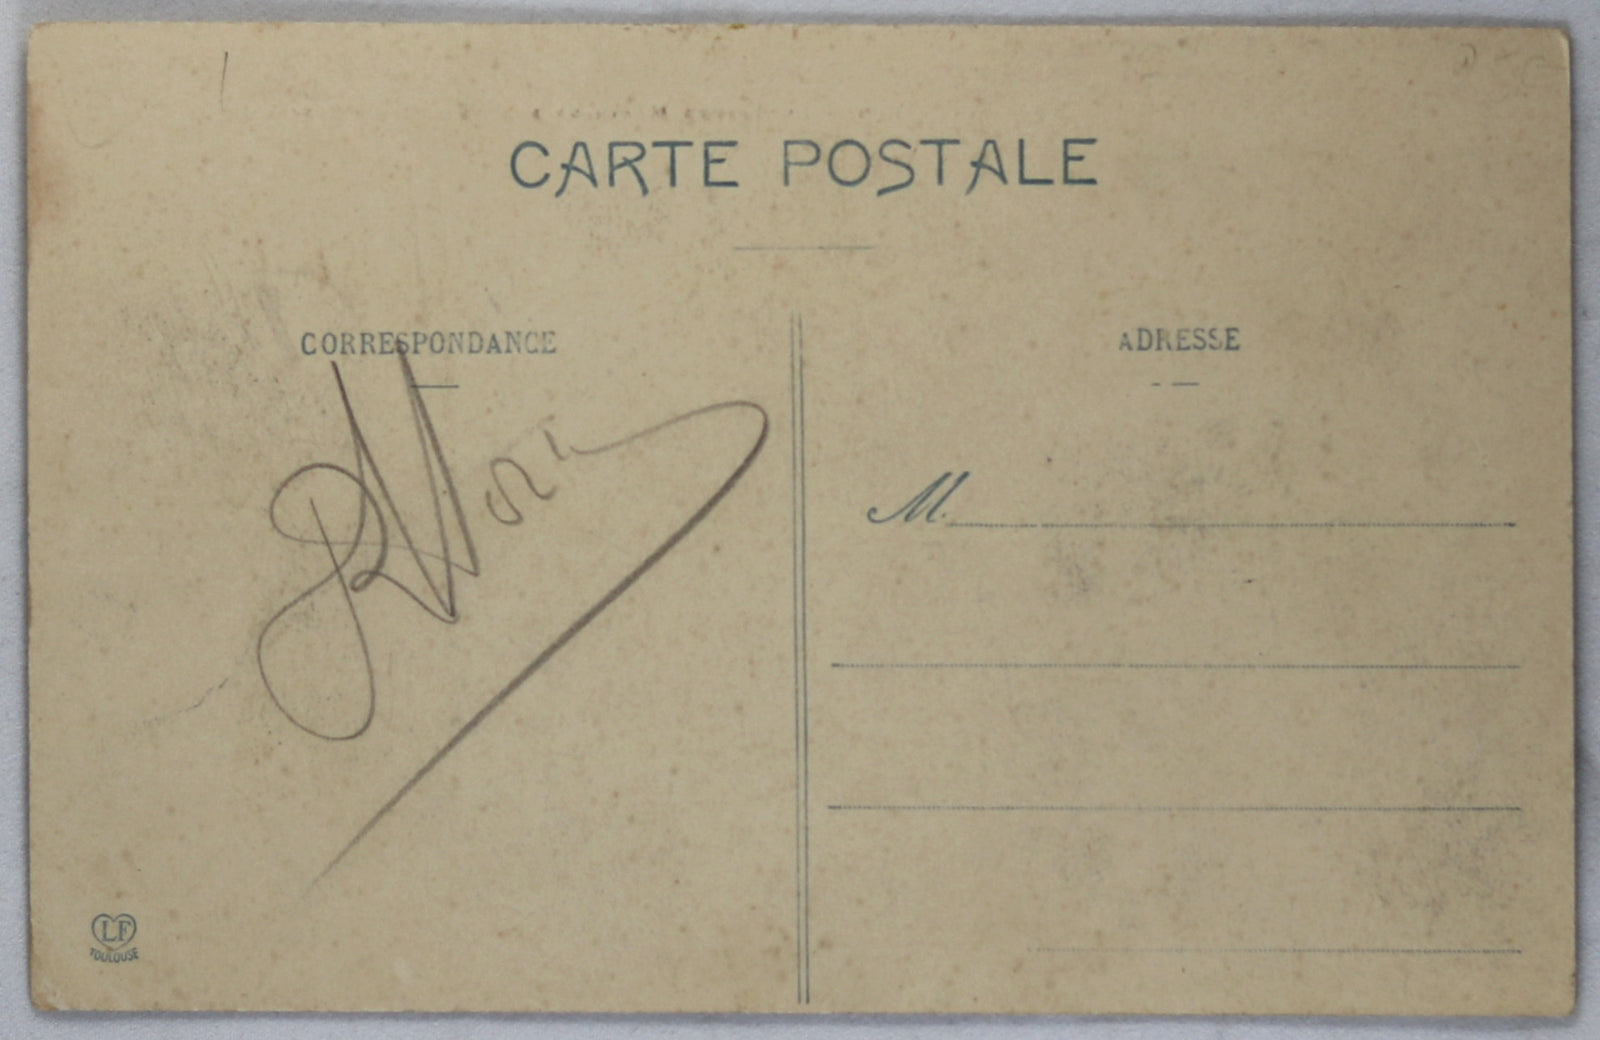 CARTE POSTALE
CORRESPONDANCE
ADRESSE
M.
LF
TOULOUSE